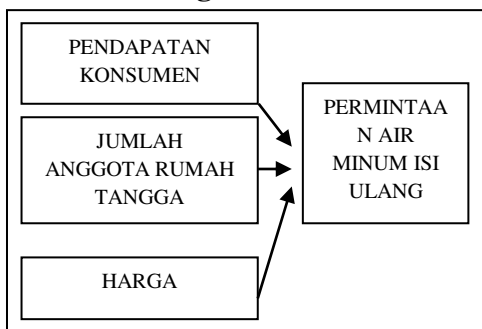 PENDAPATAN
KONSUMEN
JUMLAH
ANGGOTA RUMAH
TANGGA
HARGA
PERMINTAA
N AIR
MINUM ISI
ULANG